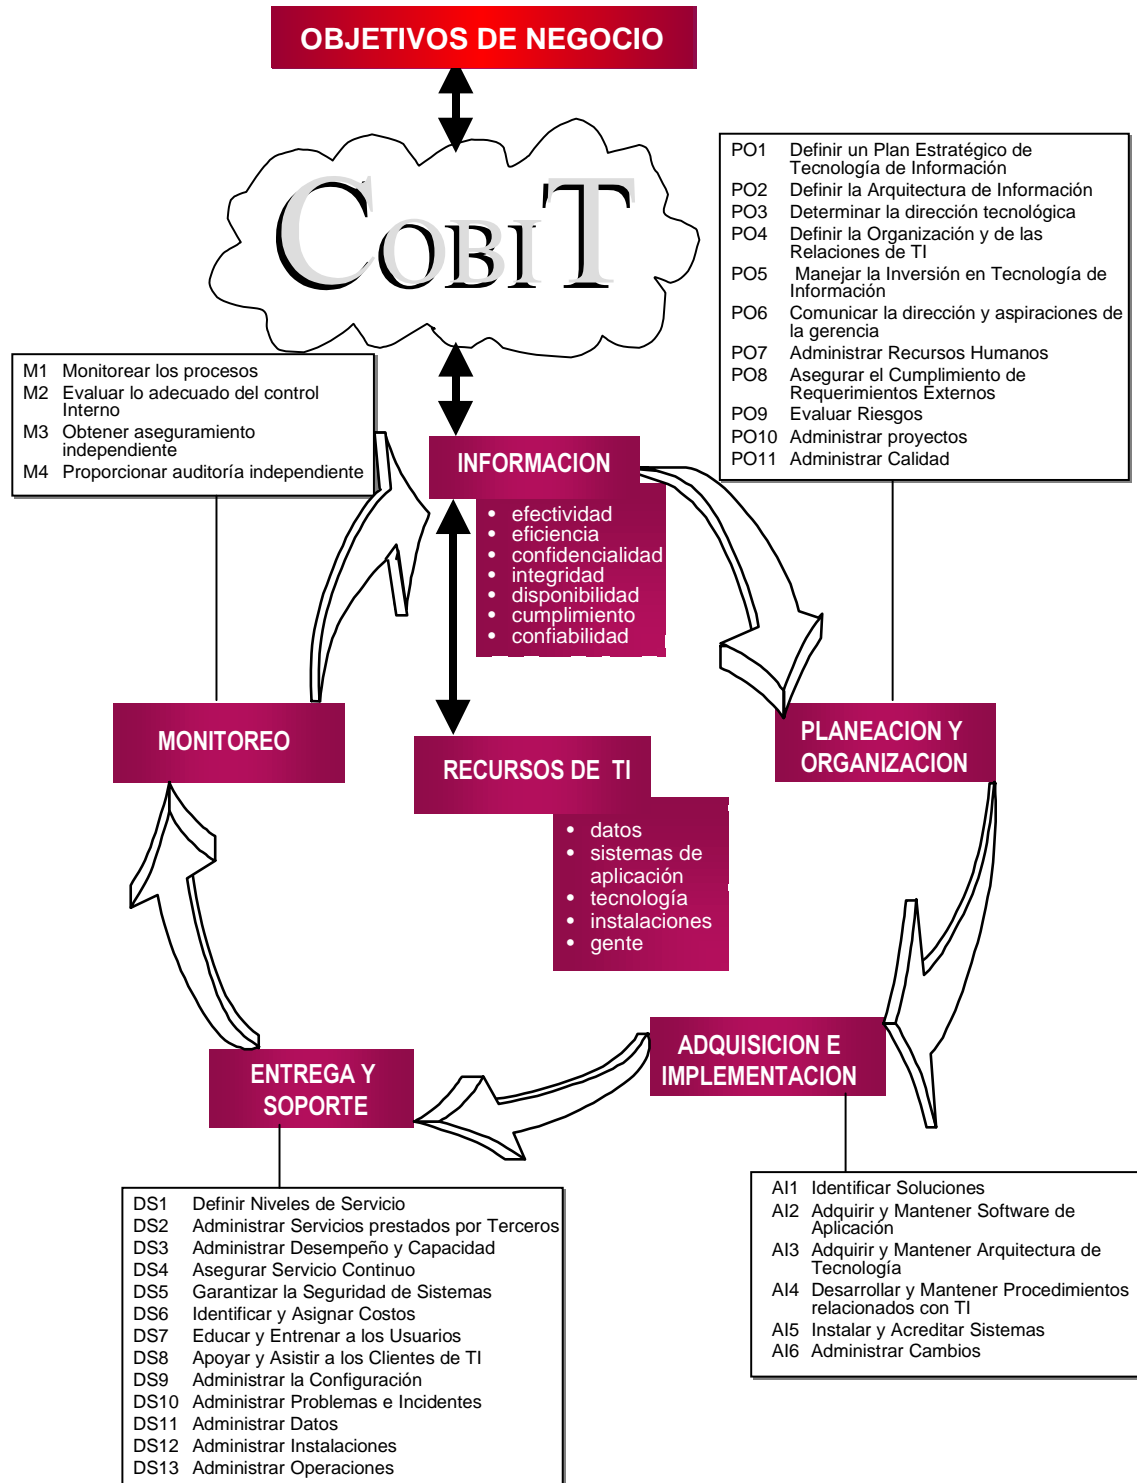 OBJETIVOS DE NEGOCIO
COBIT
PO1 Definir un Plan Estratégico de
Tecnología de Información
PO2 Definir la Arquitectura de Información
PO3 Determinar la dirección tecnológica
PO4 Definir la Organización y de las
Relaciones de TI
PO5 Manejar la Inversión en Tecnología de
Información
PO6 Comunicar la dirección y aspiraciones de
la gerencia
PO7 Administrar Recursos Humanos
PO8 Asegurar el Cumplimiento de
Requerimientos Externos
PO9 Evaluar Riesgos
PO10 Administrar proyectos
PO11 Administrar Calidad
M1 Monitorear los procesos
M2 Evaluar lo adecuado del control
Interno
M3 Obtener aseguramiento
independiente
M4 Proporcionar auditoría independiente
INFORMACION
• efectividad
• eficiencia
• confidencialidad
• integridad
• disponibilidad
• cumplimiento
• confiabilidad
MONITOREO
PLANEACION Y
ORGANIZACION
RECURSOS DE TI
• datos
• sistemas de
aplicación
• tecnología
• instalaciones
• gente
ADQUISICION E
IMPLEMENTACION
ENTREGA Y
SOPORTE
AI1 Identificar Soluciones
AI2 Adquirir y Mantener Software de
Aplicación
AI3 Adquirir y Mantener Arquitectura de
Tecnología
AI4 Desarrollar y Mantener Procedimientos
relacionados con TI
AI5 Instalar y Acreditar Sistemas
AI6 Administrar Cambios
DS1 Definir Niveles de Servicio
DS2 Administrar Servicios prestados por Terceros
DS3 Administrar Desempeño y Capacidad
DS4 Asegurar Servicio Continuo
DS5 Garantizar la Seguridad de Sistemas
DS6 Identificar y Asignar Costos
DS7 Educar y Entrenar a los Usuarios
DS8 Apoyar y Asistir a los Clientes de TI
DS9 Administrar la Configuración
DS10 Administrar Problemas e Incidentes
DS11 Administrar Datos
DS12 Administrar Instalaciones
DS13 Administrar Operaciones